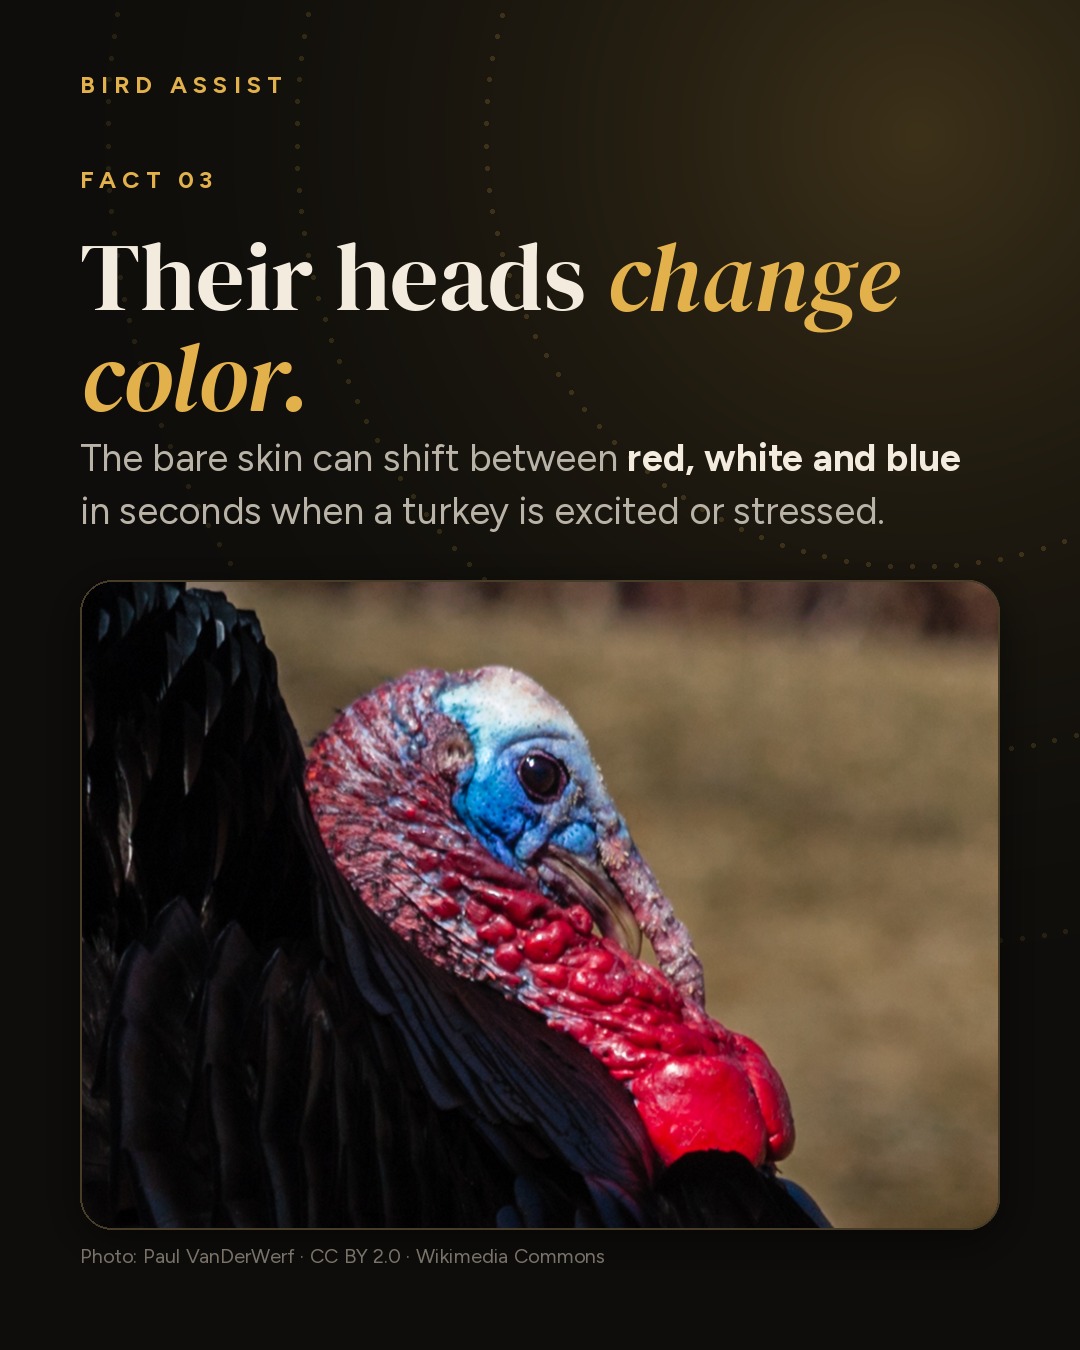 BIRD ASSIST
FACT 03
Their heads change
color.
The bare skin can shift between red, white and blue
in seconds when a turkey is excited or stressed.
Photo: Paul VanDerWerf · CC BY 2.0 · Wikimedia Commons